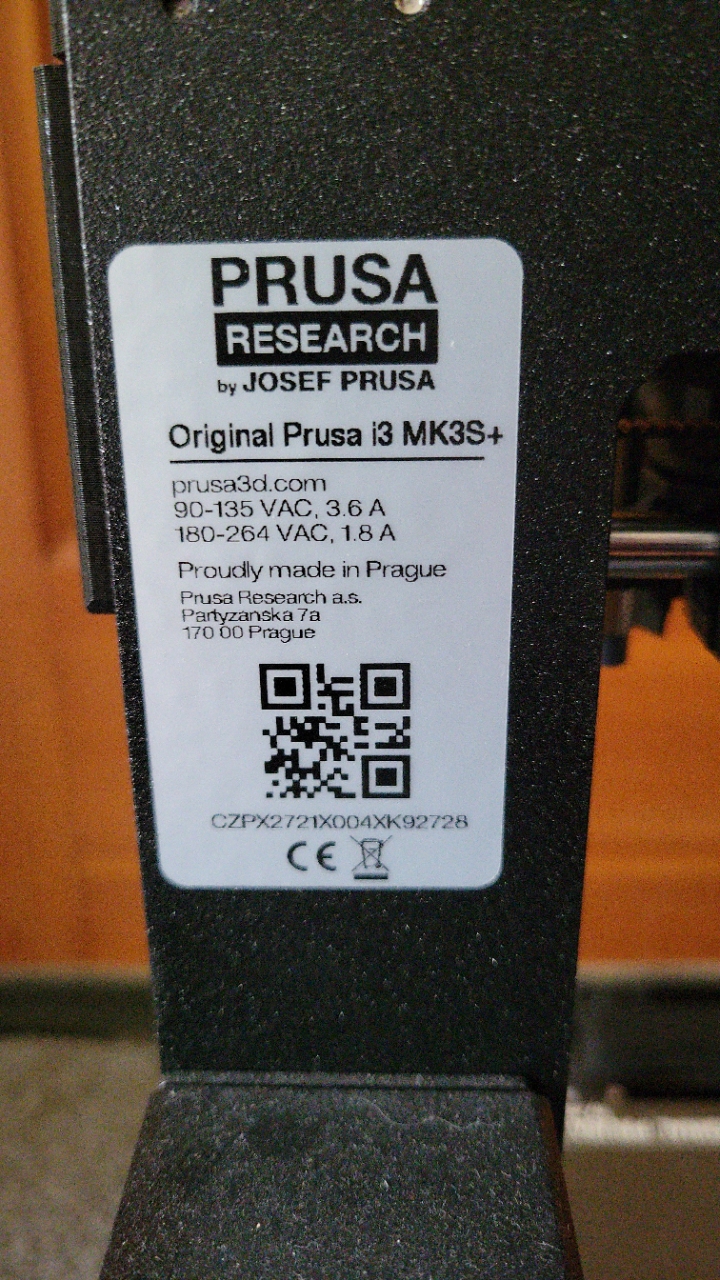 PRUSA
RESEARCH
by JOSEF PRUSA
Original Prusa i3 MK3S+
prusa3d.com
90-135 VAC, 3.6 A
180-264 VAC, 1.8 A
Proudly made in Prague
Prusa Research a.s.
Partyzanska 7a
170 00 Prague
CZPX2721X004XK92728
CE